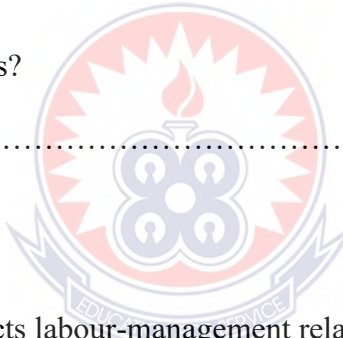 s?
................................................
cts labour-management rela
EDUCATION FOR SERVICE